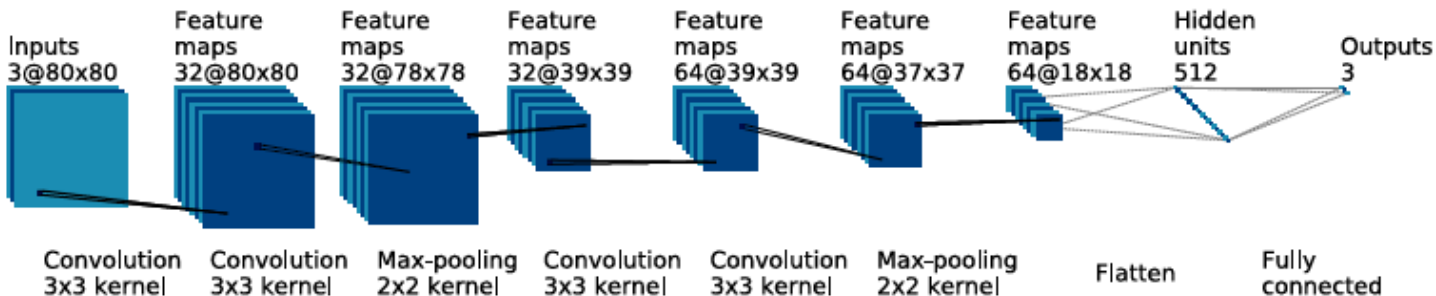 Inputs
3@80x80
Feature
maps
32@80x80
Feature
maps
32@78x78
Feature
maps
32@39x39
Feature
maps
64@39x39
Feature
maps
64@37x37
Feature
maps
64@18x18
Hidden
units
512
Outputs
3
Convolution
3x3 kernel
Convolution
3x3 kernel
Max-pooling
2x2 kernel
Convolution
3x3 kernel
Convolution
3x3 kernel
Max-pooling
2x2 kernel
Flatten
Fully
connected